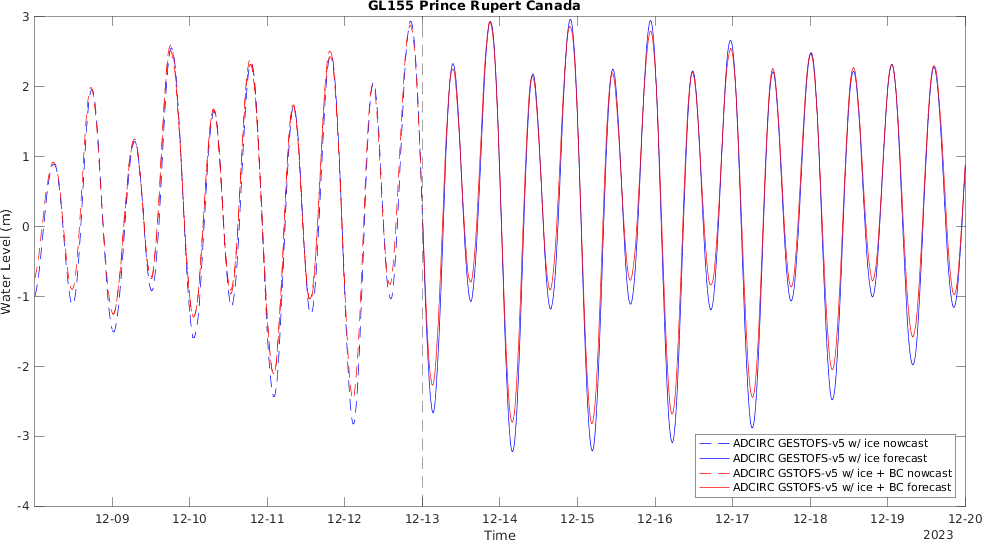 GL155 Prince Rupert Canada
3
2
1
0
-1
-2
-3
-4
Water Level (m)
ADCIRC GESTOFS-v5 w/ ice nowcast
ADCIRC GESTOFS-v5 w/ ice forecast
ADCIRC GSTOFS-v5 w/ ice + BC nowcast
ADCIRC GSTOFS-v5 w/ ice + BC forecast
12-09 12-10 12-11 12-12 12-13 12-14 12-15 12-16 12-17 12-18 12-19 12-20
Time
2023